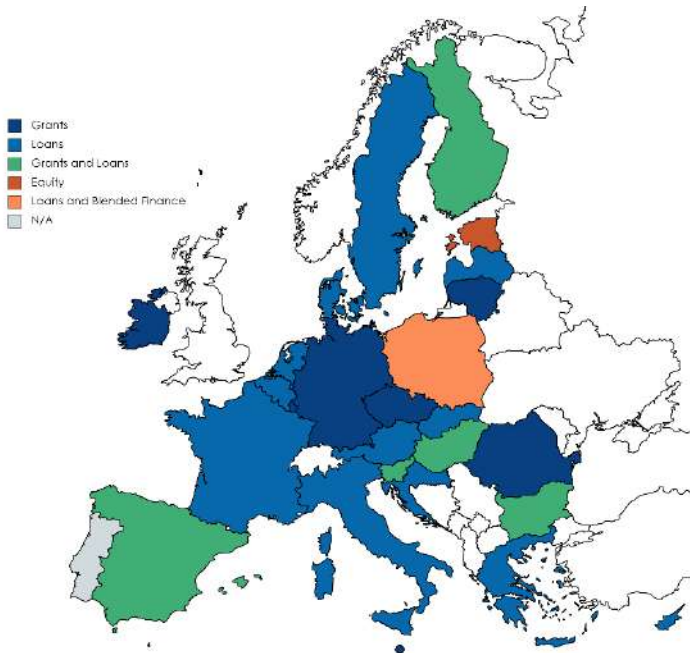 Grants
Loans
Grants and Loans
Equity
Loans and Blended Finance
N/A